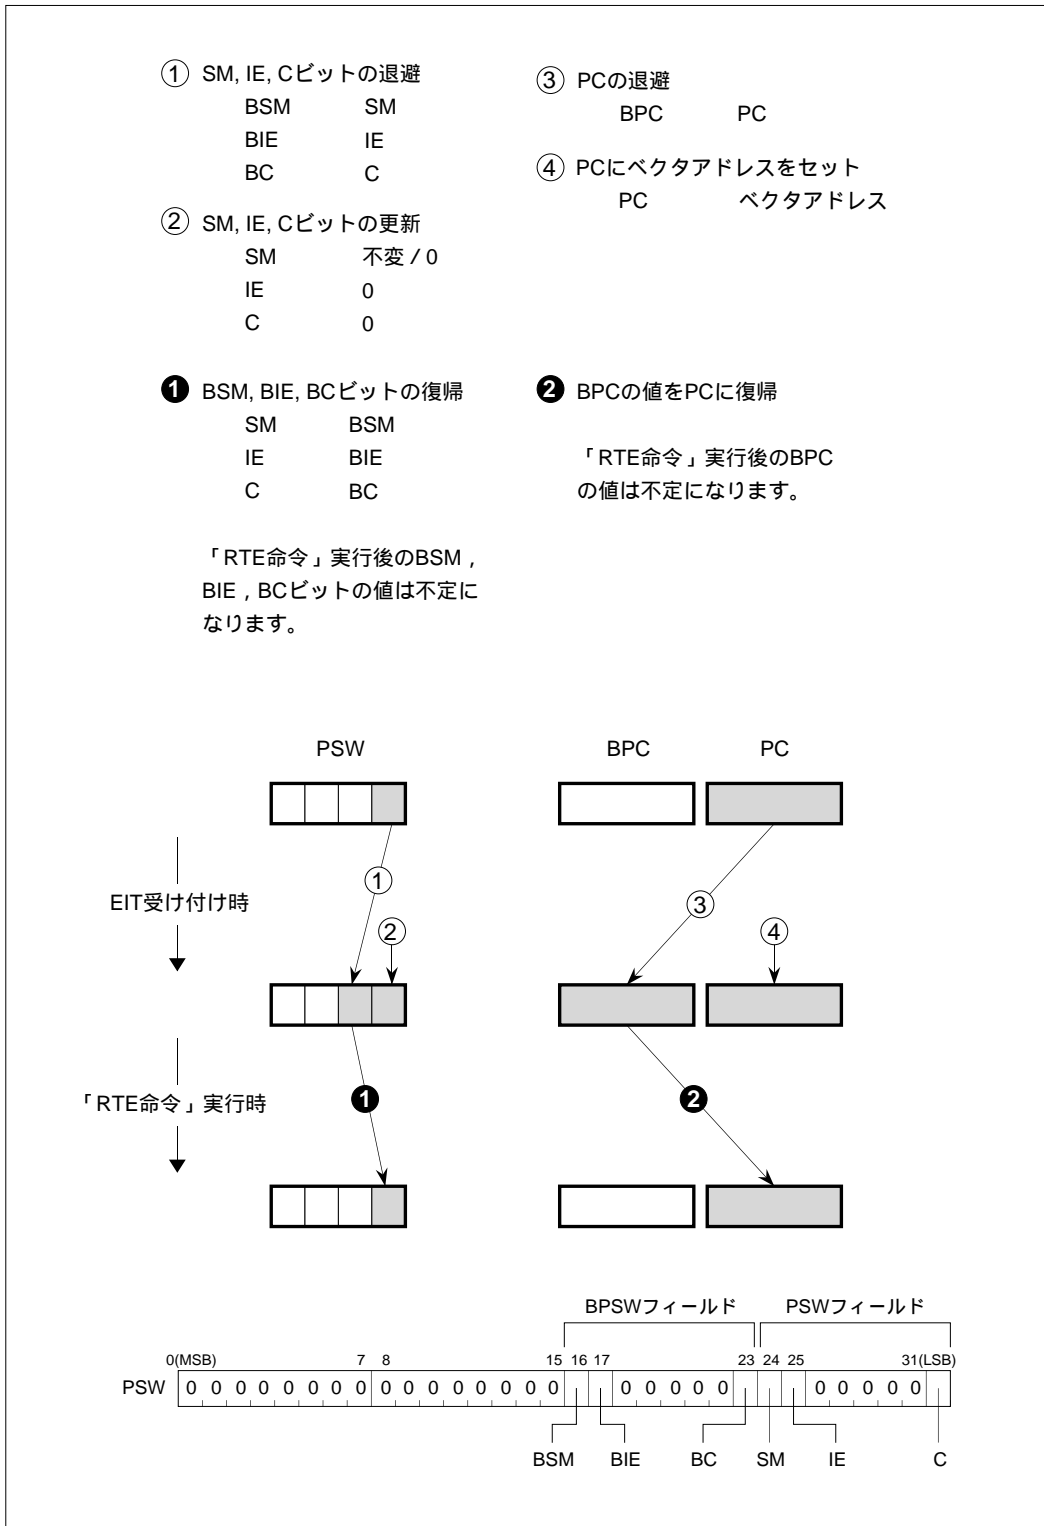 ① SM, IE, Cビットの退避
BSM SM
BIE IE
BC C
② SM, IE, Cビットの更新
SM 不変 / 0
IE 0
C 0
③ PCの退避
BPC PC
④ PCにベクタアドレスをセット
PC ベクタアドレス
❶ BSM, BIE, BCビットの復帰
SM BSM
IE BIE
C BC
「RTE命令」実行後のBSM ,
BIE , BCビットの値は不定に
なります。
❷ BPCの値をPCに復帰
「RTE命令」実行後のBPC
の値は不定になります。
PSW BPC PC
①
EIT受け付け時
③
② ④
「RTE命令」実行時
❶ ❷
BPSWフィールド PSWフィールド
0(MSB) 7 8 15 16 17 23 24 25 31(LSB)
PSW 0 0 0 0 0 0 0 0 0 0 0 0 0 0 0 0 0 0 0 0 0 0 0 0 0 0
BSM BIE BC SM IE C